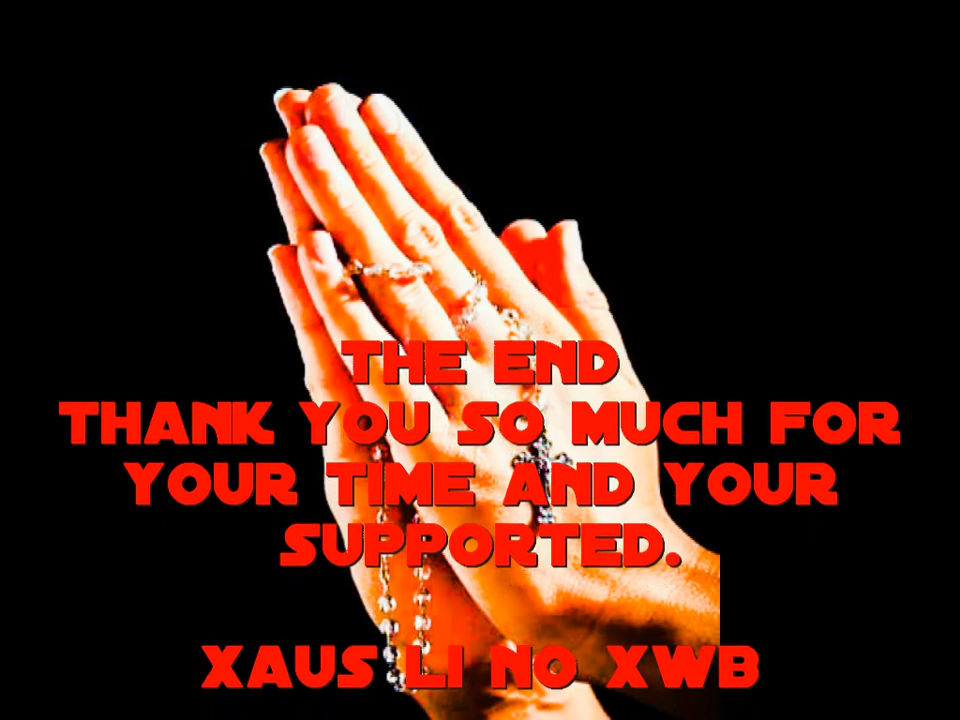 THE END
THANK YOU SO MUCH FOR
YOUR TIME AND YOUR
SUPPORTED.
XAUS LI NO XWB